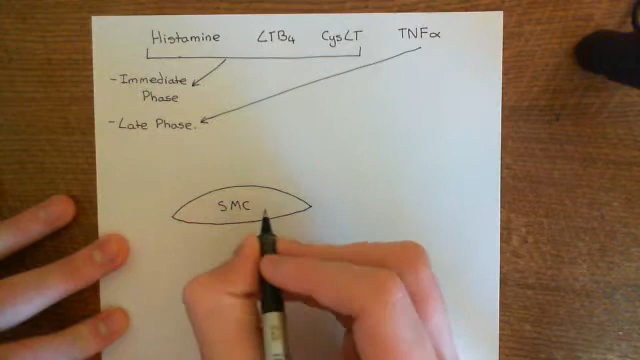 Histamine LTB4 CysLT TNFα
- Immediate
Phase
- Late Phase.
SMC